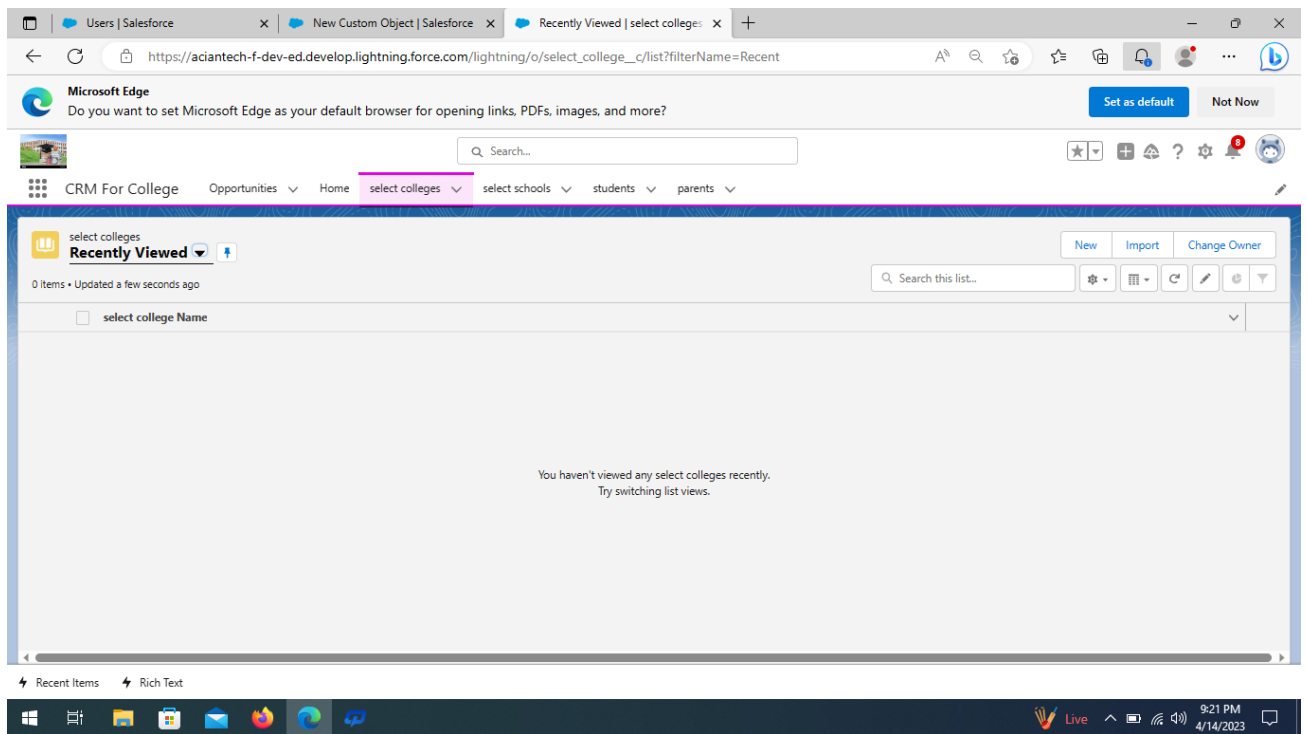 Users | Salesforce
New Custom Object | Salesforce
Recently Viewed | select colleges
https://aciantech-f-dev-ed.develop.lightning.force.com/lightning/o/select_college__c/list?filterName=Recent
Microsoft Edge
Do you want to set Microsoft Edge as your default browser for opening links, PDFs, images, and more?
Set as default
Not Now
Search...
8
CRM For College
Opportunities
Home
select colleges
select schools
students
parents
select colleges
Recently Viewed
New
Import
Change Owner
0 items • Updated a few seconds ago
Search this list...
select college Name
You haven't viewed any select colleges recently.
Try switching list views.
Recent Items
Rich Text
Live
9:21 PM
4/14/2023